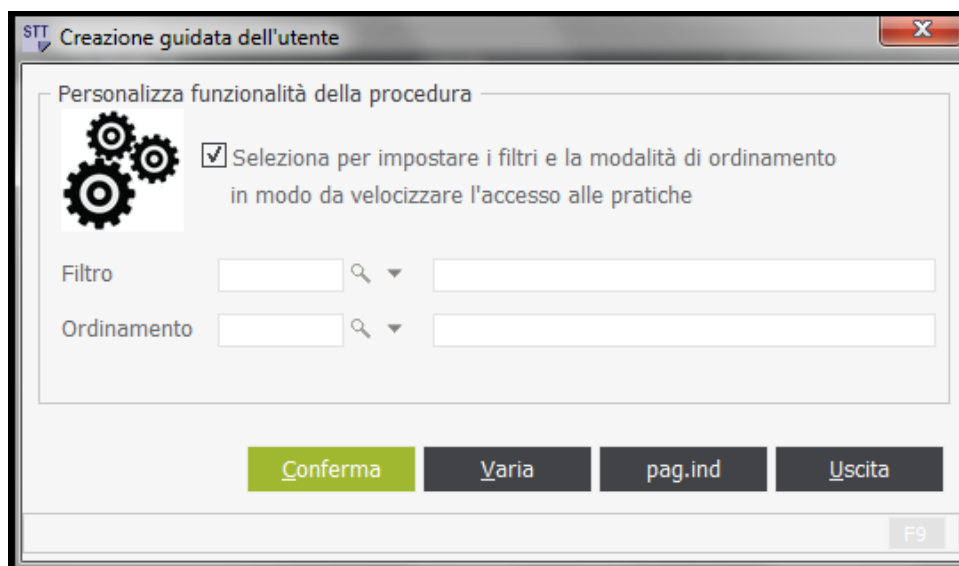 STT
Creazione guidata dell'utente
X
Personalizza funzionalità della procedura
Seleziona per impostare i filtri e la modalità di ordinamento
in modo da velocizzare l'accesso alle pratiche
Filtro
Ordinamento
Conferma Varia pag.ind Uscita
F9